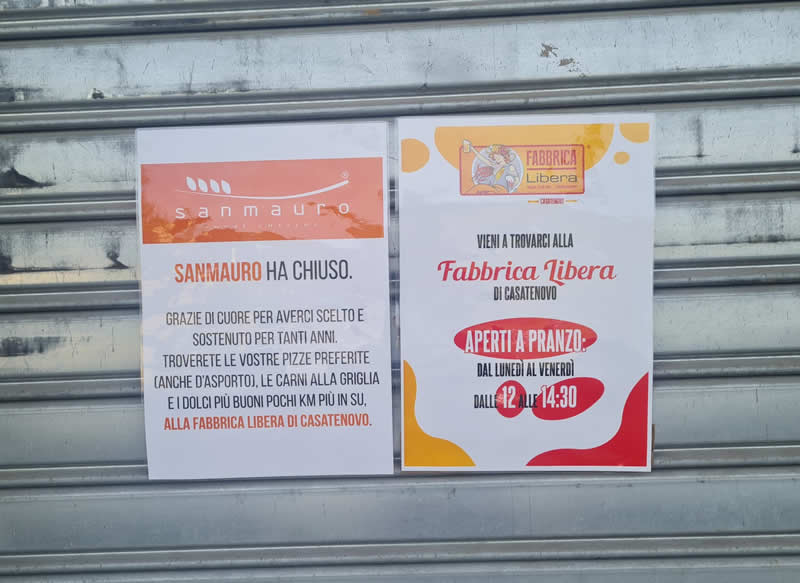 sanmauro
SANMAURO HA CHIUSO.
GRAZIE DI CUORE PER AVERCI SCELTO E
SOSTENUTO PER TANTI ANNI.
TROVERETE LE VOSTRE PIZZE PREFERITE
(ANCHE D'ASPORTO), LE CARNI ALLA GRIGLIA
E I DOLCI PIÙ BUONI POCHI KM PIÙ IN SU,
ALLA FABBRICA LIBERA DI CASATENOVO.
FABBRICA
Libera
CASATENOVO
VIENI A TROVARCI ALLA
Fabbrica Libera
DI CASATENOVO
APERTI A PRANZO:
DAL LUNEDÌ AL VENERDÌ
DALLE 12 ALLE 14:30